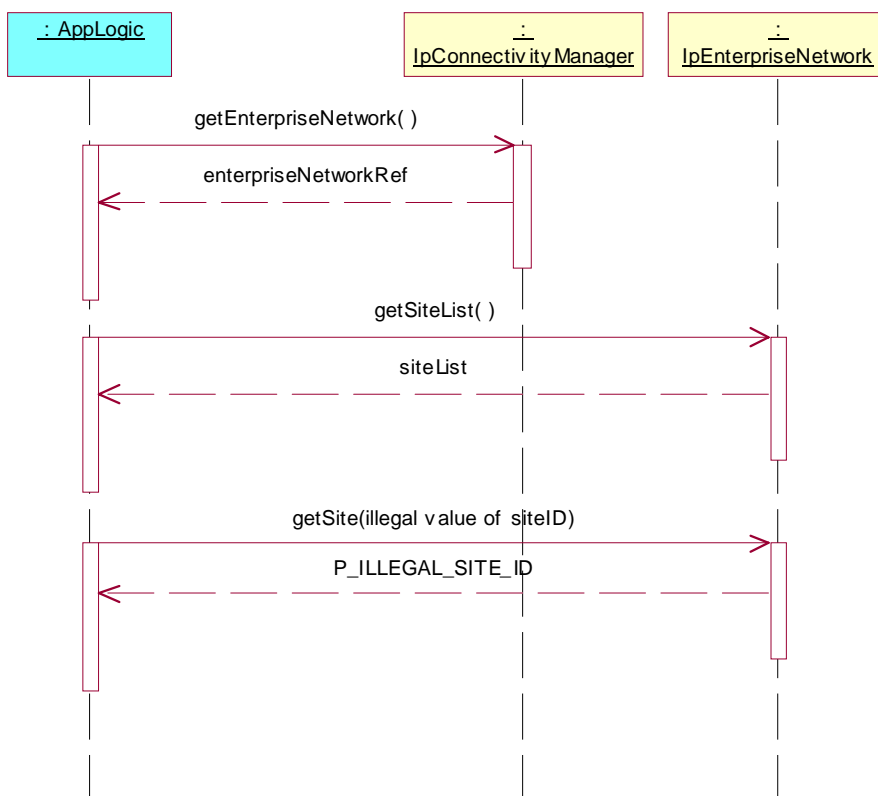 : AppLogic
:
IpConnectivityManager
:
IpEnterpriseNetwork
getEnterpriseNetwork( )
enterpriseNetworkRef
getSiteList( )
siteList
getSite(illegal value of siteID)
P_ILLEGAL_SITE_ID